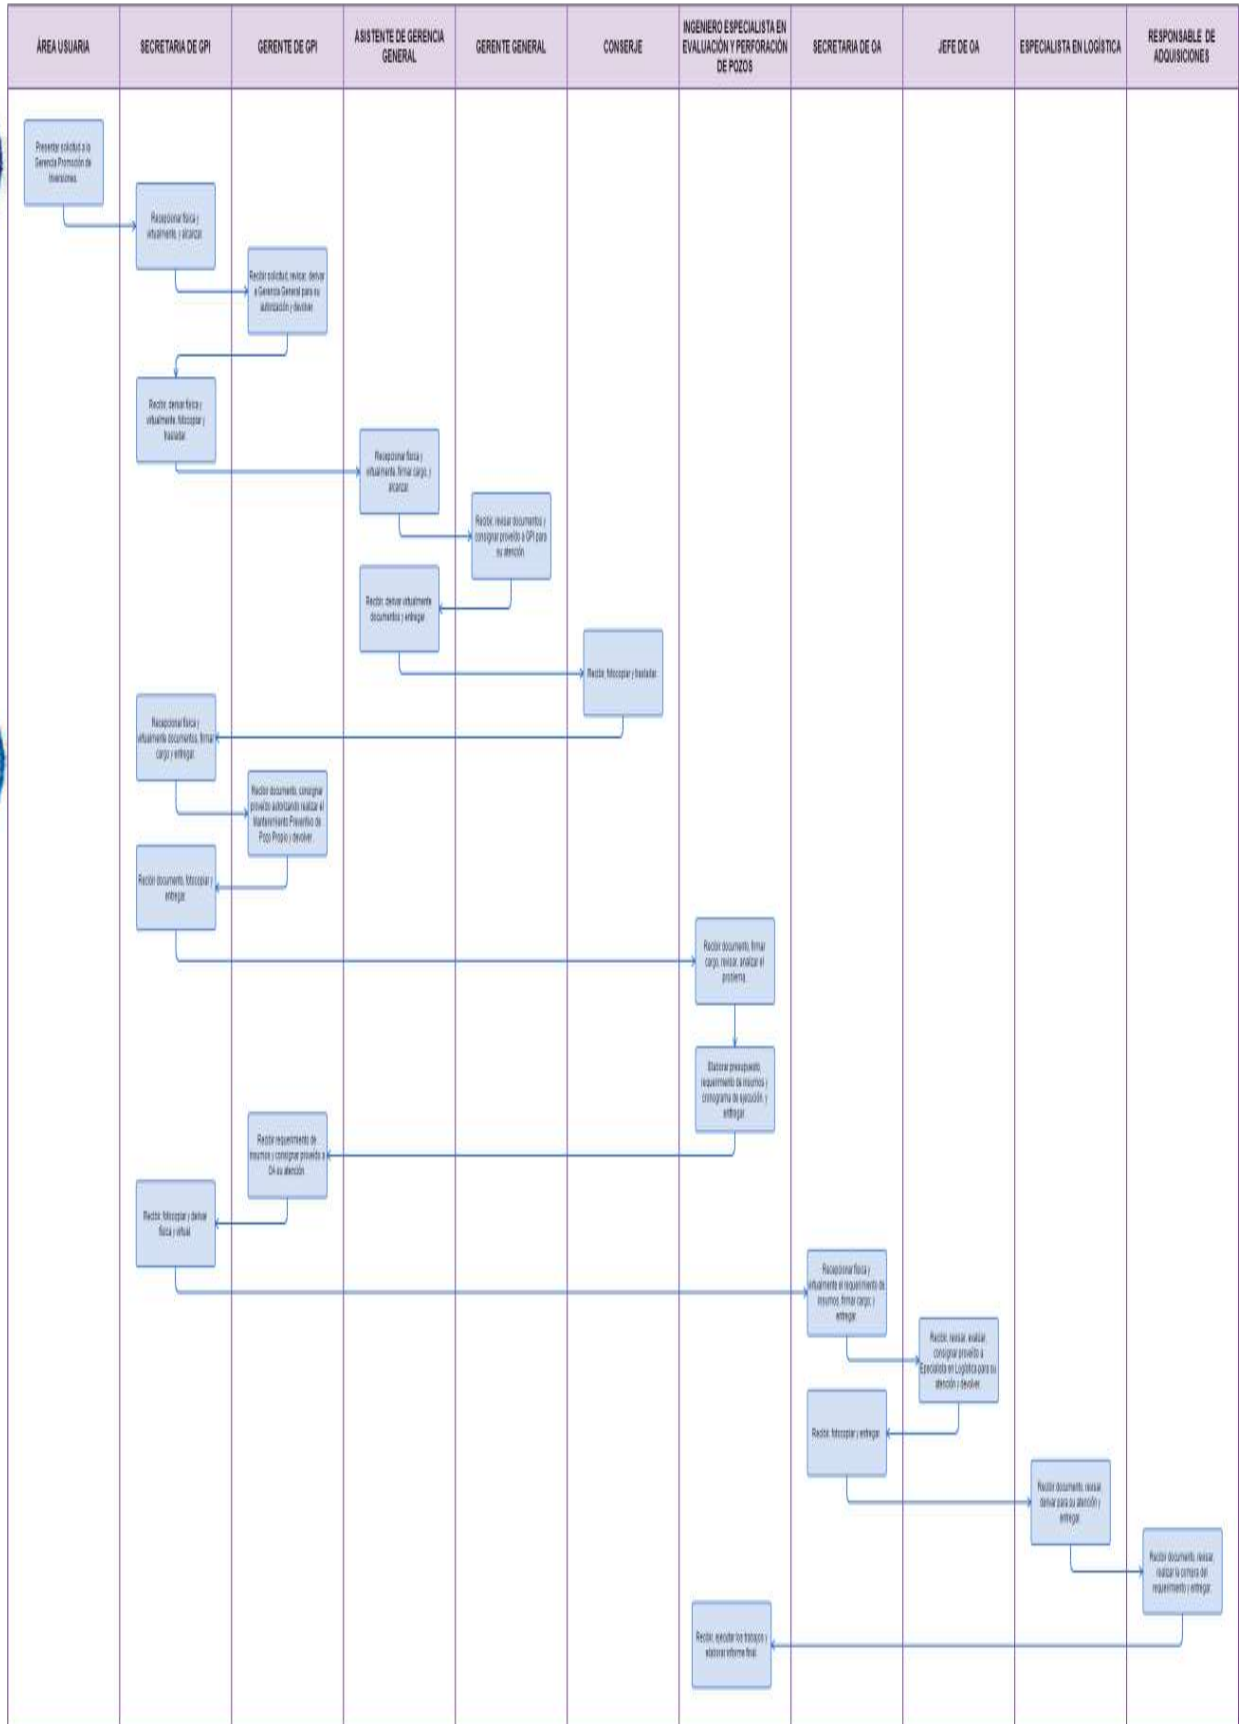 ÁREA USUARIA
SECRETARIA DE GPI
GERENTE DE GPI
ASISTENTE DE GERENCIA
GENERAL
GERENTE GENERAL
CONSERJE
INGENIERO ESPECIALISTA EN
EVALUACIÓN Y PERFORACIÓN
DE POZOS
SECRETARIA DE OA
JEFE DE OA
ESPECIALISTA EN LOGÍSTICA
RESPONSABLE DE
ADQUISICIONES
Presentar solicitud a la
Gerencia Promoción de
Inversiones.
Recepcionar física y
virtualmente, y alcanzar.
Recibir solicitud, revisar, derivar
a Gerencia General para su
autorización y devolver.
Recibir, derivar física y
virtualmente, fotocopiar y
trasladar.
Recepcionar física y
virtualmente, firmar cargo, y
alcanzar.
Recibir, revisar documentos y
consignar proveído a GPI para
su atención.
Recibir, derivar virtualmente
documentos y entregar.
Recibir, fotocopiar y trasladar.
Recepcionar física y
virtualmente documentos, firmar
cargo y entregar.
Recibir documento, consignar
proveído autorizando realizar el
Mantenimiento Preventivo de
Pozo Propio y devolver.
Recibir documento, fotocopiar y
entregar.
Recibir documento, firmar
cargo, revisar, analizar el
problema.
Elaborar presupuesto,
requerimiento de insumos y
cronograma de ejecución, y
entregar.
Recibir requerimiento de
insumos y consignar proveído a
OA su atención.
Recibir, fotocopiar y derivar
física y virtual.
Recepcionar física y
virtualmente el requerimiento de
insumos, firmar cargo, y
entregar.
Recibir, revisar, evaluar,
consignar proveído a
Especialista en Logística para su
atención y devolver.
Recibir, fotocopiar y entregar.
Recibir documento, revisar,
derivar para su atención y
entregar.
Recibir documento, revisar,
realizar la compra del
requerimiento y entregar.
Recibir, ejecutar los trabajos y
elaborar informe final.